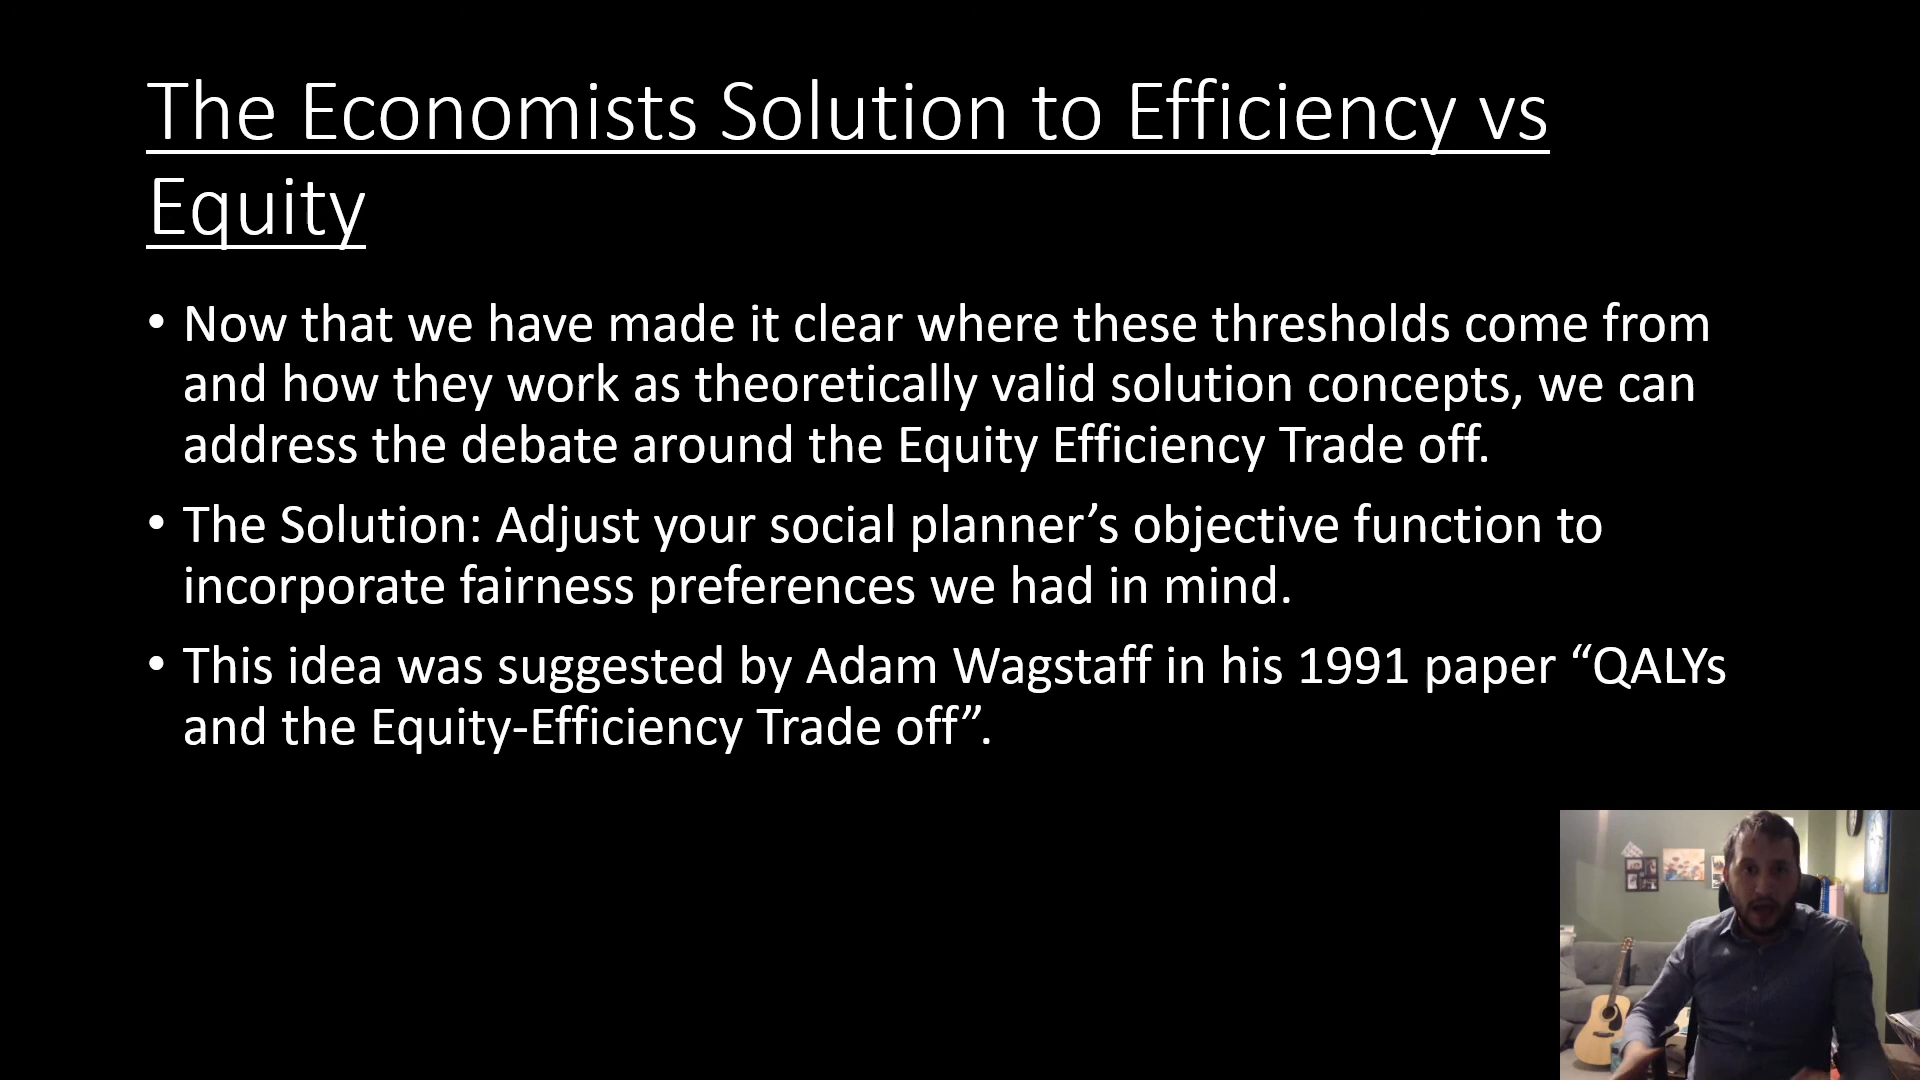 The Economists Solution to Efficiency vs
Equity
• Now that we have made it clear where these thresholds come from
and how they work as theoretically valid solution concepts, we can
address the debate around the Equity Efficiency Trade off.
• The Solution: Adjust your social planner’s objective function to
incorporate fairness preferences we had in mind.
• This idea was suggested by Adam Wagstaff in his 1991 paper “QALYs
and the Equity-Efficiency Trade off”.